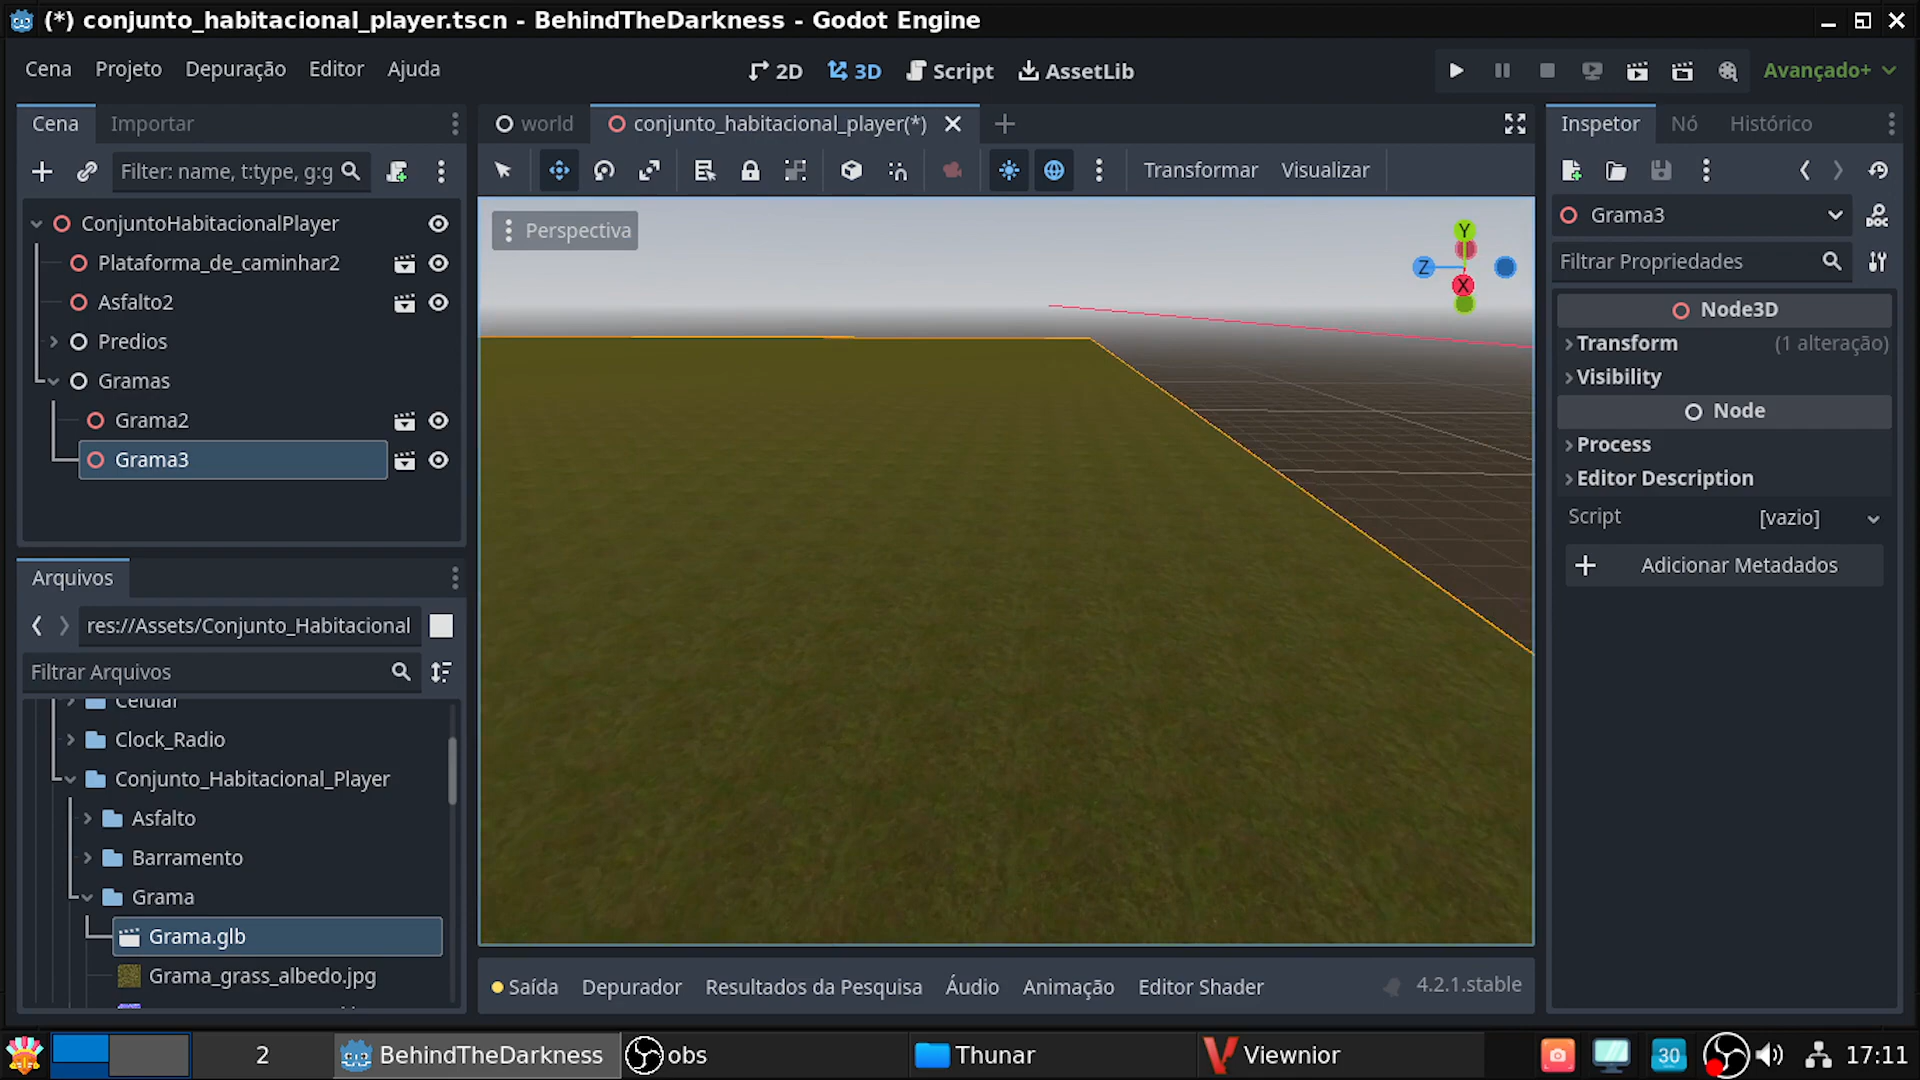 (*) conjunto_habitacional_player.tscn - BehindTheDarkness - Godot Engine
Cena Projeto Depuração Editor Ajuda
2D 3D Script AssetLib
Avançado+
Cena Importar
world conjunto_habitacional_player(*)
Inspetor Nó Histórico
Filter: name, t:type, g:g
Transformar Visualizar
ConjuntoHabitacionalPlayer
Plataforma_de_caminhar2
Asfalto2
Predios
Gramas
Grama2
Grama3
Perspectiva
Y
Z
X
Grama3
Filtrar Propriedades
Node3D
Transform (1 alteração)
Visibility
Node
Process
Editor Description
Script [vazio]
Adicionar Metadados
Arquivos
res://Assets/Conjunto_Habitacional
Filtrar Arquivos
Celular
Clock_Radio
Conjunto_Habitacional_Player
Asfalto
Barramento
Grama
Grama.glb
Grama_grass_albedo.jpg
Saída Depurador Resultados da Pesquisa Áudio Animação Editor Shader
4.2.1.stable
2 BehindTheDarkness obs Thunar Viewnior 30 17:11